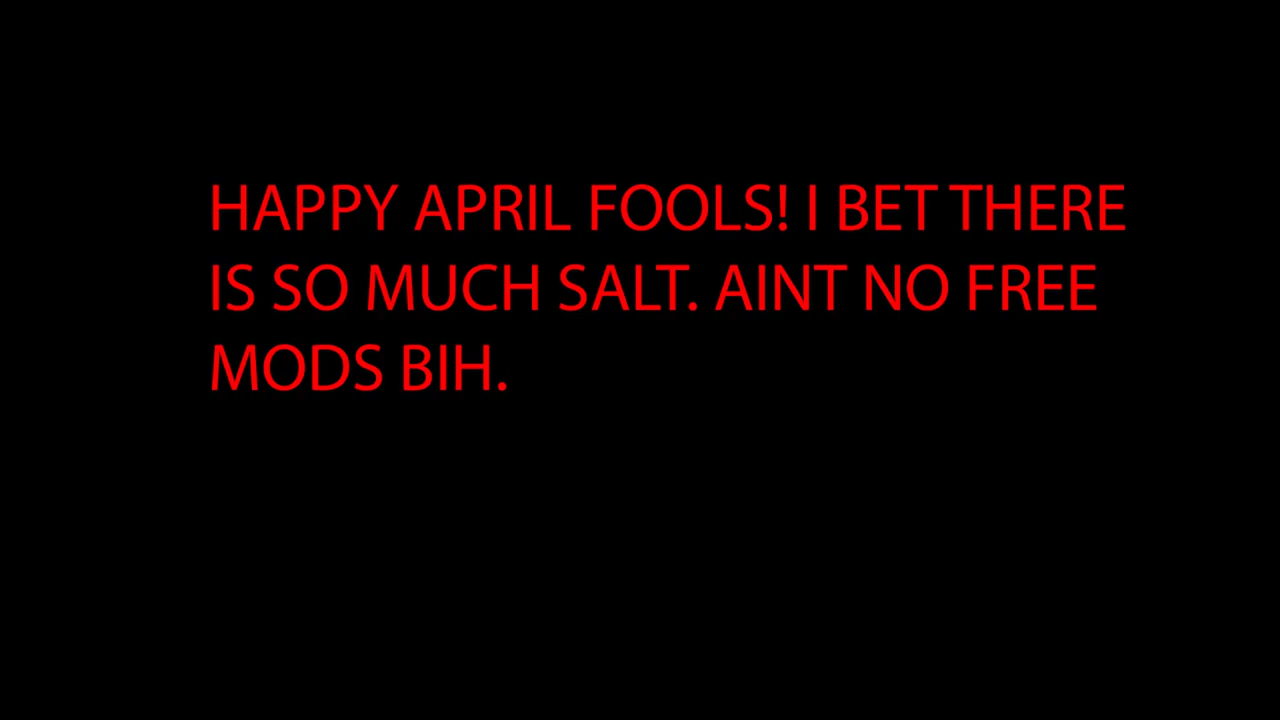 HAPPY APRIL FOOLS! I BET THERE
IS SO MUCH SALT. AINT NO FREE
MODS BIH.